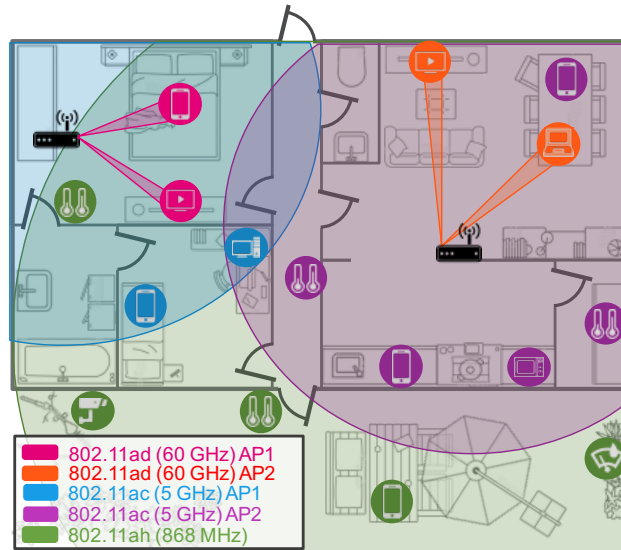 802.11ad (60 GHz) AP1
802.11ad (60 GHz) AP2
802.11ac (5 GHz) AP1
802.11ac (5 GHz) AP2
802.11ah (868 MHz)